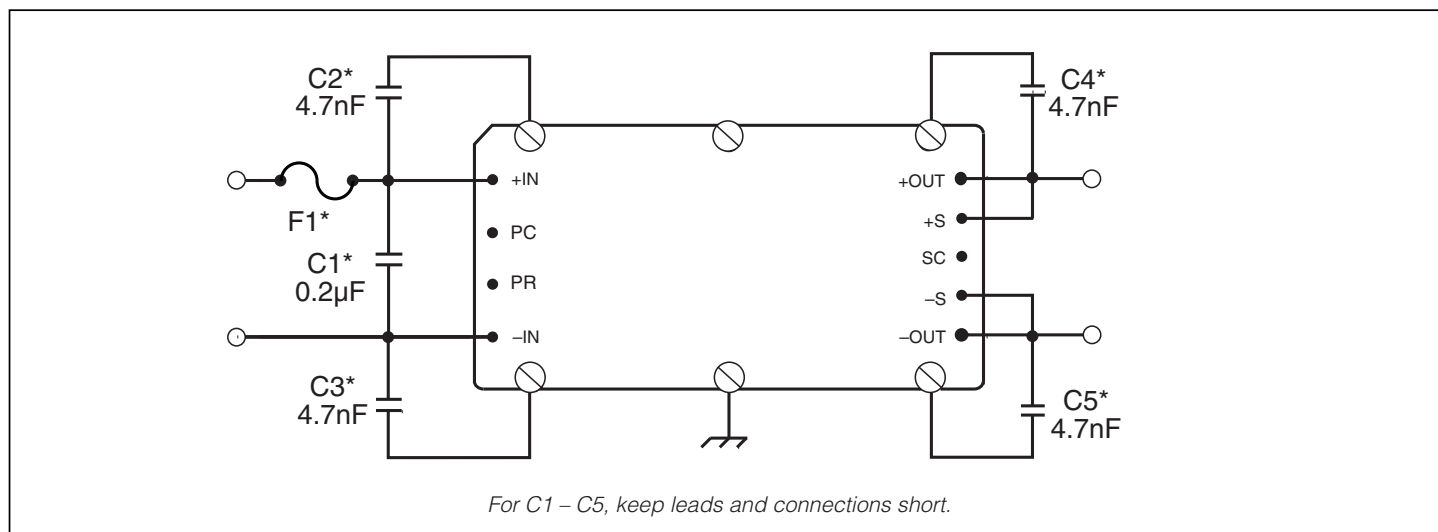 C2*
4.7nF
C4*
4.7nF
F1*
+IN
PC
PR
–IN
+OUT
+S
SC
–S
–OUT
C1*
0.2µF
C3*
4.7nF
C5*
4.7nF
For C1 – C5, keep leads and connections short.